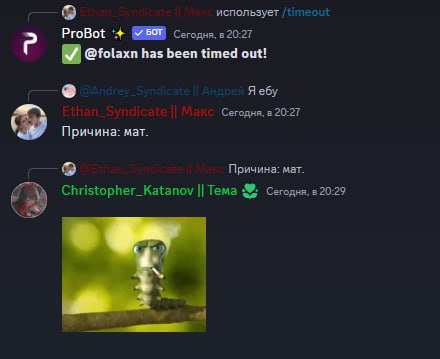 Ethan_Syndicate || Макс использует /timeout
ProBot ✨ ✓ БОТ Сегодня, в 20:27
✅ @folaxn has been timed out!
@Andrey_Syndicate || Андрей Я ебу
Ethan_Syndicate || Макс Сегодня, в 20:27
Причина: мат.
@Ethan_Syndicate || Макс Причина: мат.
Christopher_Katanov || Тема Сегодня, в 20:29